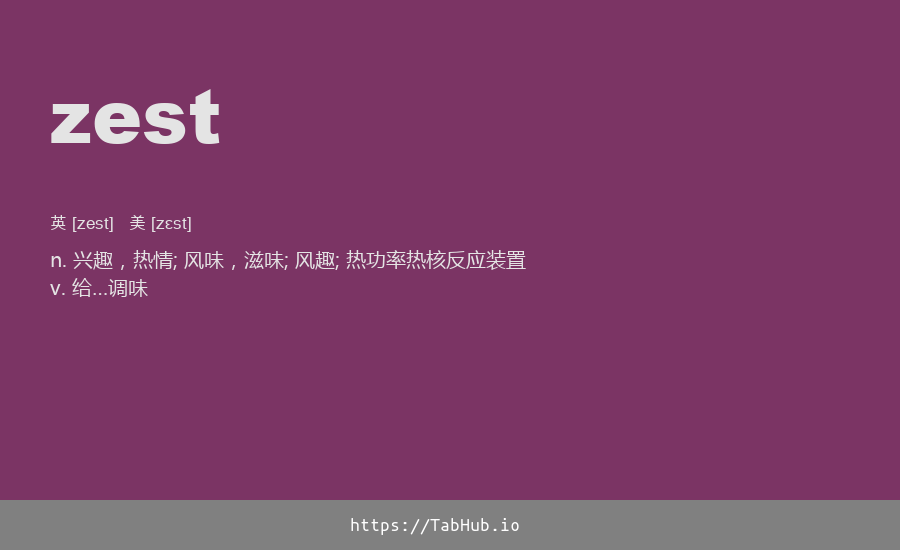 zest
英 [zest] 美 [zɛst]
n. 兴趣，热情; 风味，滋味; 风趣; 热功率热核反应装置
v. 给...调味
https://TabHub.io